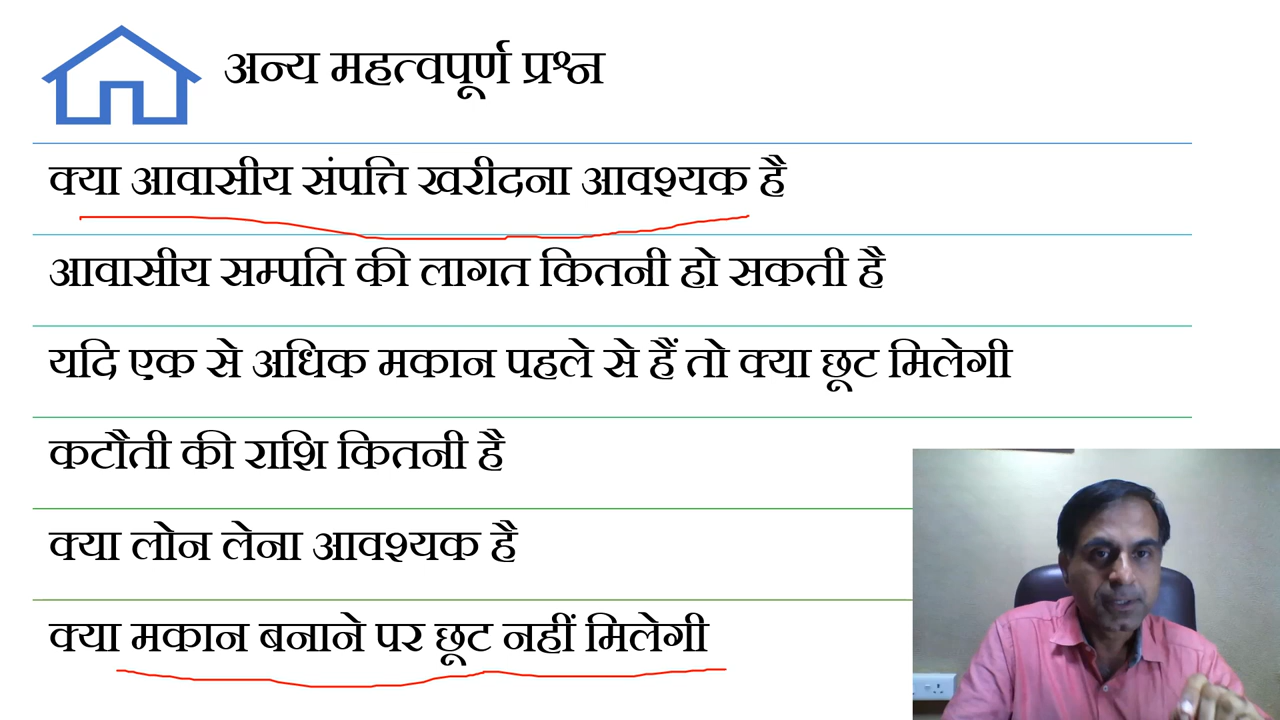 अन्य महत्वपूर्ण प्रश्न
क्या आवासीय संपत्ति खरीदना आवश्यक है
आवासीय सम्पति की लागत कितनी हो सकती है
यदि एक से अधिक मकान पहले से हैं तो क्या छूट मिलेगी
कटौती की राशि कितनी है
क्या लोन लेना आवश्यक है
क्या मकान बनाने पर छूट नहीं मिलेगी